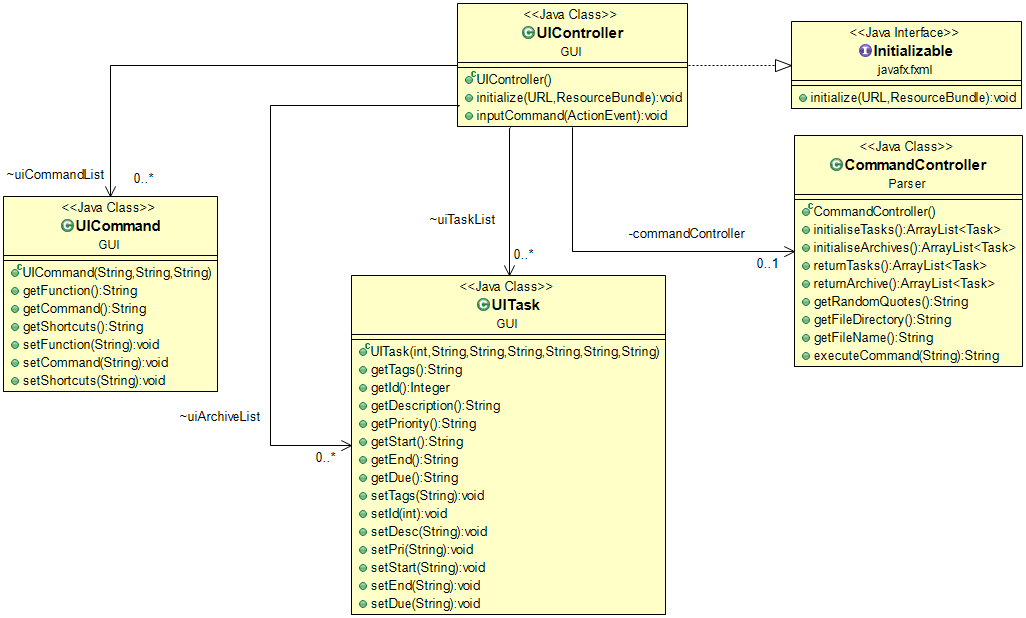 <<Java Class>>
UIController
GUI
UIController()
initialize(URL,ResourceBundle):void
inputCommand(ActionEvent):void
<<Java Interface>>
Initializable
javafx.fxml
initialize(URL,ResourceBundle):void
~uiCommandList
0..*
<<Java Class>>
UICommand
GUI
UICommand(String,String,String)
getFunction():String
getCommand():String
getShortcuts():String
setFunction(String):void
setCommand(String):void
setShortcuts(String):void
~uiTaskList
0..*
-commandController
0..1
<<Java Class>>
CommandController
Parser
CommandController()
initialiseTasks():ArrayList<Task>
initialiseArchives():ArrayList<Task>
returnTasks():ArrayList<Task>
returnArchive():ArrayList<Task>
getRandomQuotes():String
getFileDirectory():String
getFileName():String
executeCommand(String):String
~uiArchiveList
0..*
<<Java Class>>
UITask
GUI
UITask(int,String,String,String,String,String,String)
getTags():String
getId():Integer
getDescription():String
getPriority():String
getStart():String
getEnd():String
getDue():String
setTags(String):void
setId(int):void
setDesc(String):void
setPri(String):void
setStart(String):void
setEnd(String):void
setDue(String):void